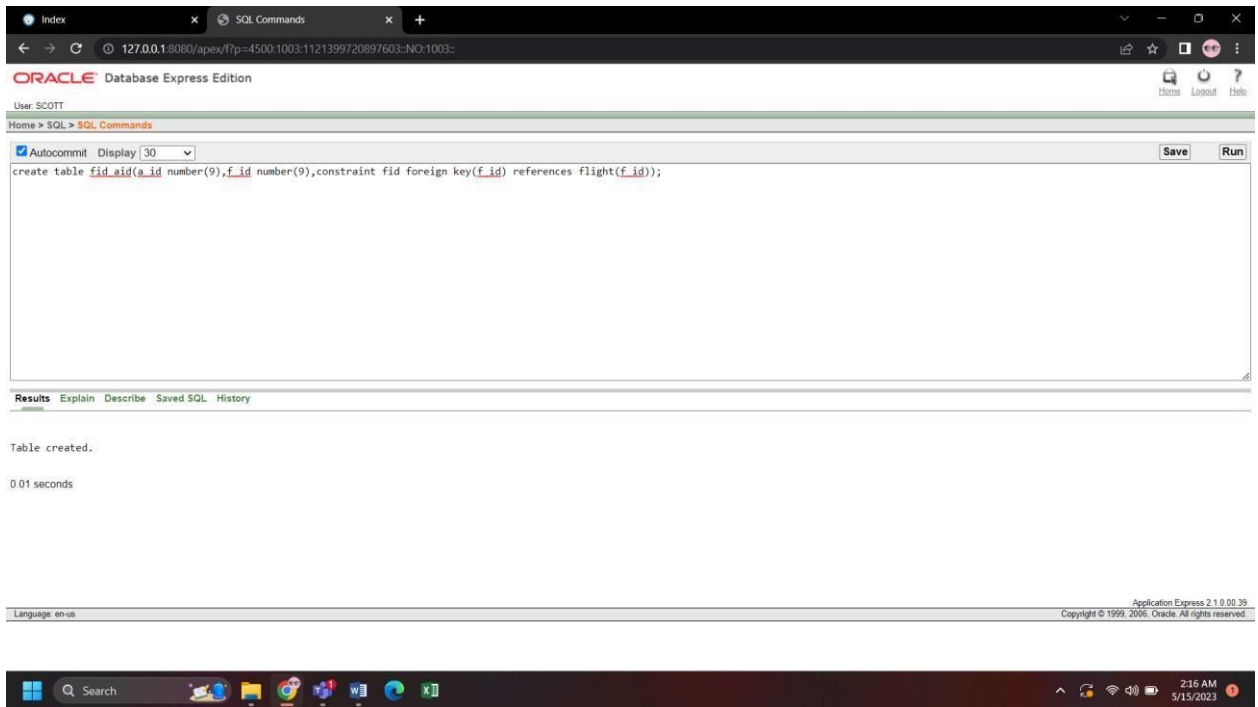 Index
SQL Commands
127.0.0.1:8080/apex/f?p=4500:1003:1121399720897603::NO:1003::
ORACLE Database Express Edition
Home Logout Help
User: SCOTT
Home > SQL > SQL Commands
Autocommit Display 30
Save Run
create table fid_aid(a_id number(9),f_id number(9),constraint fid foreign key(f_id) references flight(f_id));
Results Explain Describe Saved SQL History
Table created.
0.01 seconds
Application Express 2.1.0.00.39
Language: en-us
Copyright © 1999, 2006, Oracle. All rights reserved.
Search
2:16 AM
5/15/2023
1